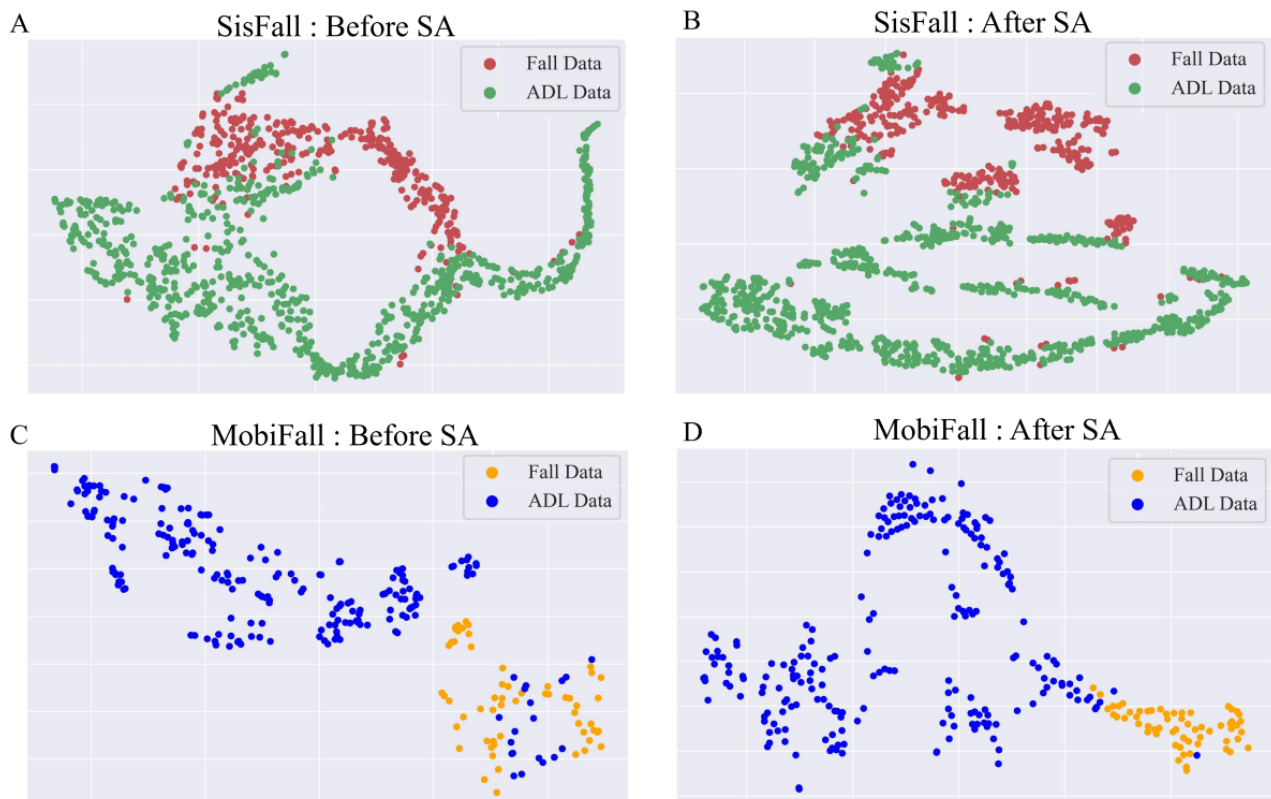 A
SisFall : Before SA
Fall Data
ADL Data
B
SisFall : After SA
Fall Data
ADL Data
C
MobiFall : Before SA
Fall Data
ADL Data
D
MobiFall : After SA
Fall Data
ADL Data